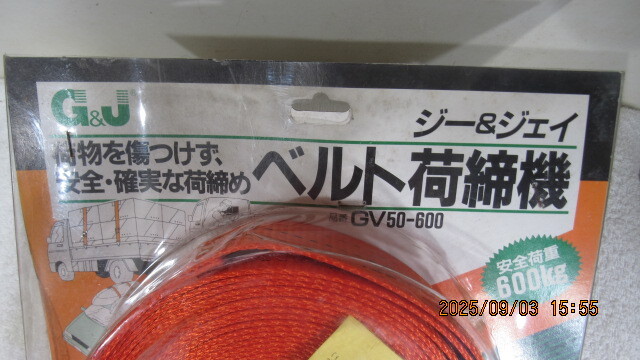 G&J
ジー&ジェイ
荷物を傷つけず、
安全・確実な荷締め
ベルト荷締機
品番 GV50-600
安全荷重
600kg
2025/09/03 15:55